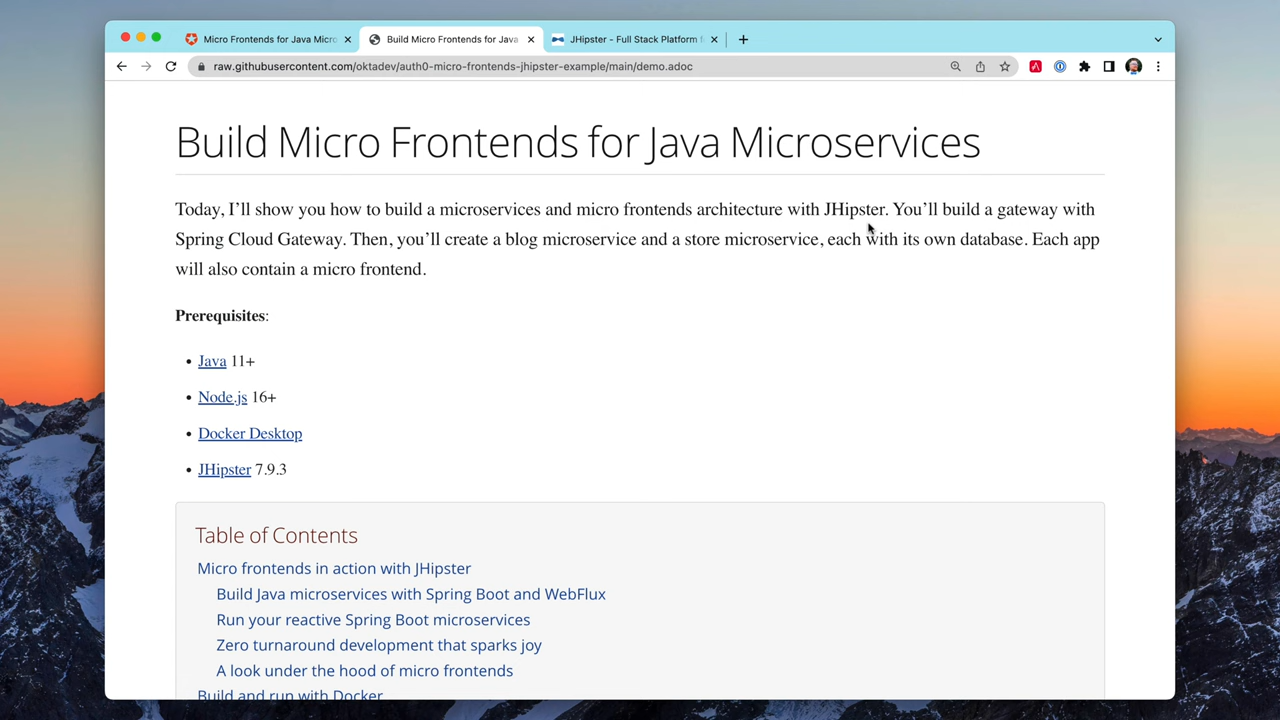 Micro Frontends for Java Micro
Build Micro Frontends for Java
JHipster - Full Stack Platform f
raw.githubusercontent.com/oktadev/auth0-micro-frontends-jhipster-example/main/demo.adoc
Build Micro Frontends for Java Microservices
Today, I’ll show you how to build a microservices and micro frontends architecture with JHipster. You’ll build a gateway with
Spring Cloud Gateway. Then, you’ll create a blog microservice and a store microservice, each with its own database. Each app
will also contain a micro frontend.
Prerequisites:
• Java 11+
• Node.js 16+
• Docker Desktop
• JHipster 7.9.3
Table of Contents
Micro frontends in action with JHipster
Build Java microservices with Spring Boot and WebFlux
Run your reactive Spring Boot microservices
Zero turnaround development that sparks joy
A look under the hood of micro frontends
Build and run with Docker